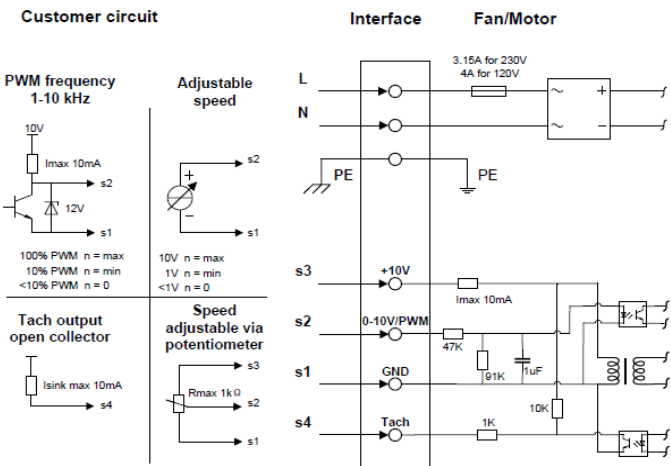 Customer circuit
Interface
Fan/Motor
PWM frequency
1-10 kHz
10V
Imax 10mA
s2
12V
s1
100% PWM n = max
10% PWM n = min
<10% PWM n = 0
Adjustable
speed
s2
+
−
s1
10V n = max
1V n = min
<1V n = 0
Tach output
open collector
Isink max 10mA
s4
Speed
adjustable via
potentiometer
s3
Rmax 1kΩ
s2
s1
L
3.15A for 230V
4A for 120V
~ +
N
~ −
PE
PE
s3
+10V
Imax 10mA
s2
0-10V/PWM
47K
91K
1uF
s1
GND
10K
s4
Tach
1K